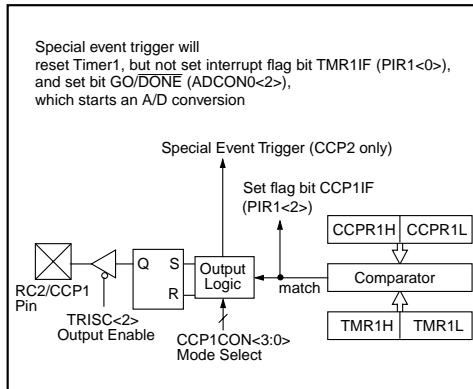 Special event trigger will
reset Timer1, but not set interrupt flag bit TMR1IF (PIR1<0>),
and set bit GO/DONE (ADCON0<2>),
which starts an A/D conversion
Special Event Trigger (CCP2 only)
Set flag bit CCP1IF
(PIR1<2>)
CCPR1H CCPR1L
Q S Output
Logic
R
match
Comparator
RC2/CCP1
Pin
TRISC<2>
Output Enable
CCP1CON<3:0>
Mode Select
TMR1H TMR1L